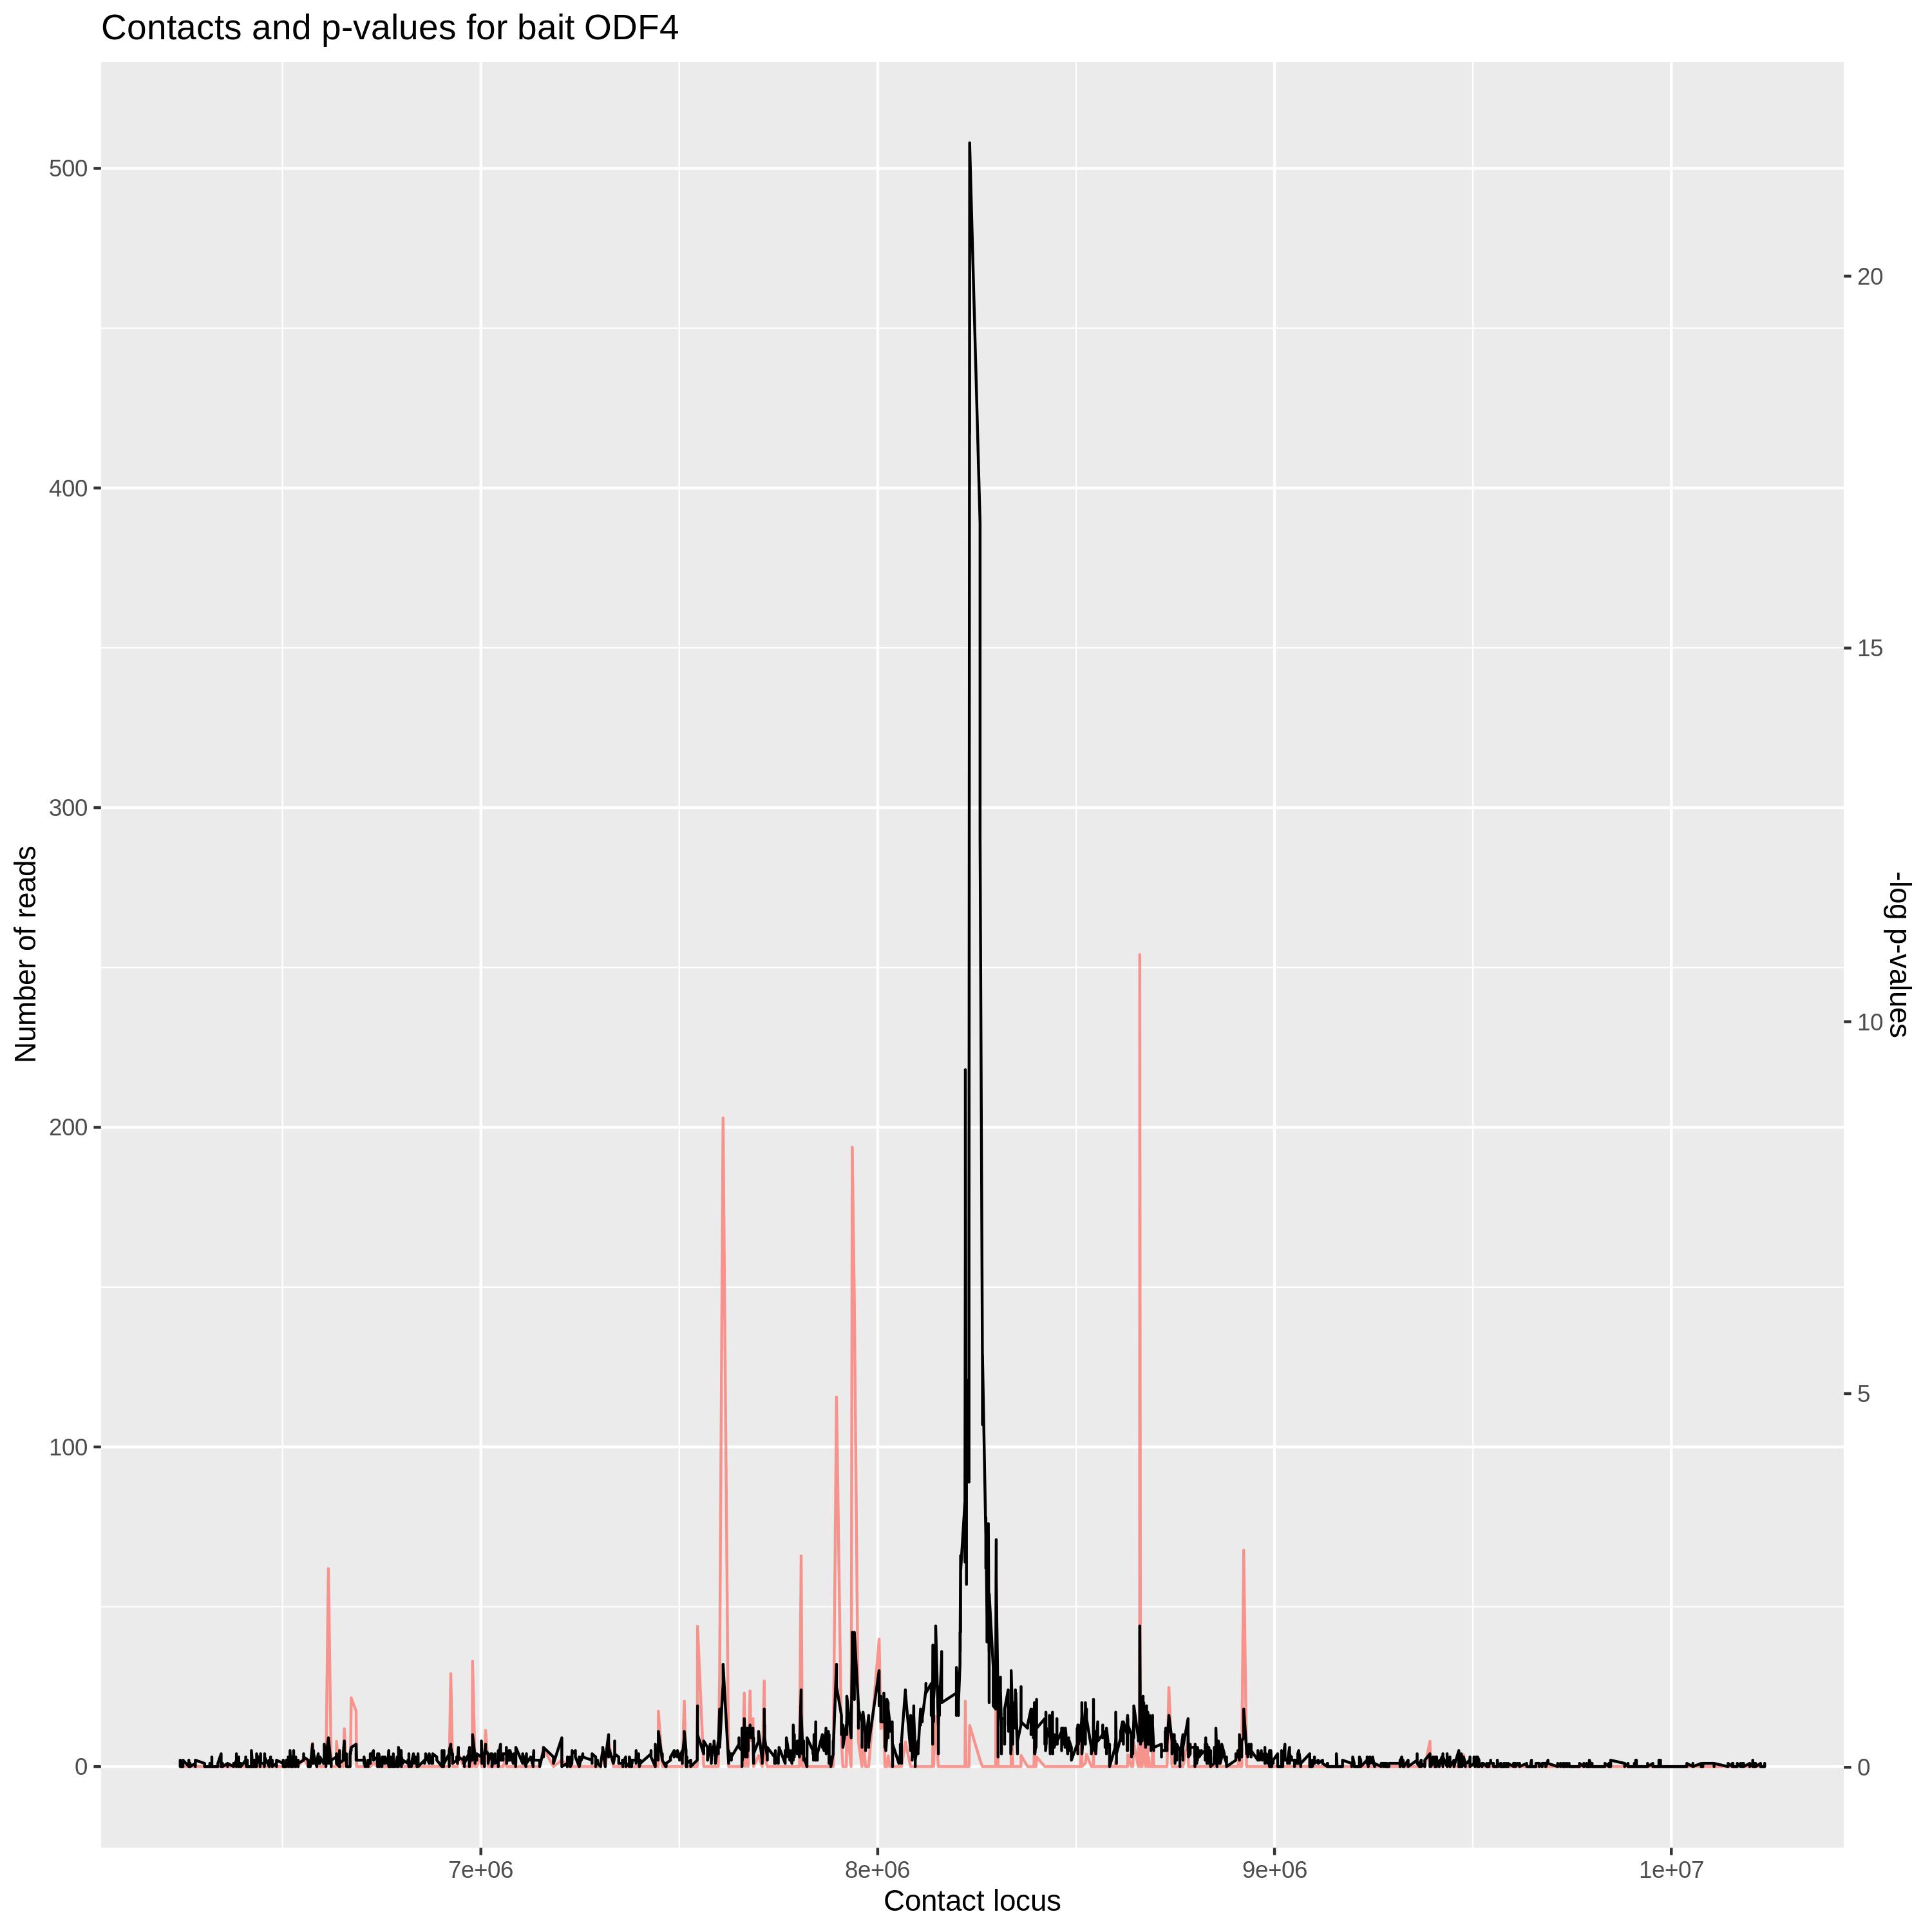 Contacts and p-values for bait ODF4
500
400
300
200
100
0
Number of reads
20
15
10
5
0
-log p-values
7e+06
8e+06
9e+06
1e+07
Contact locus